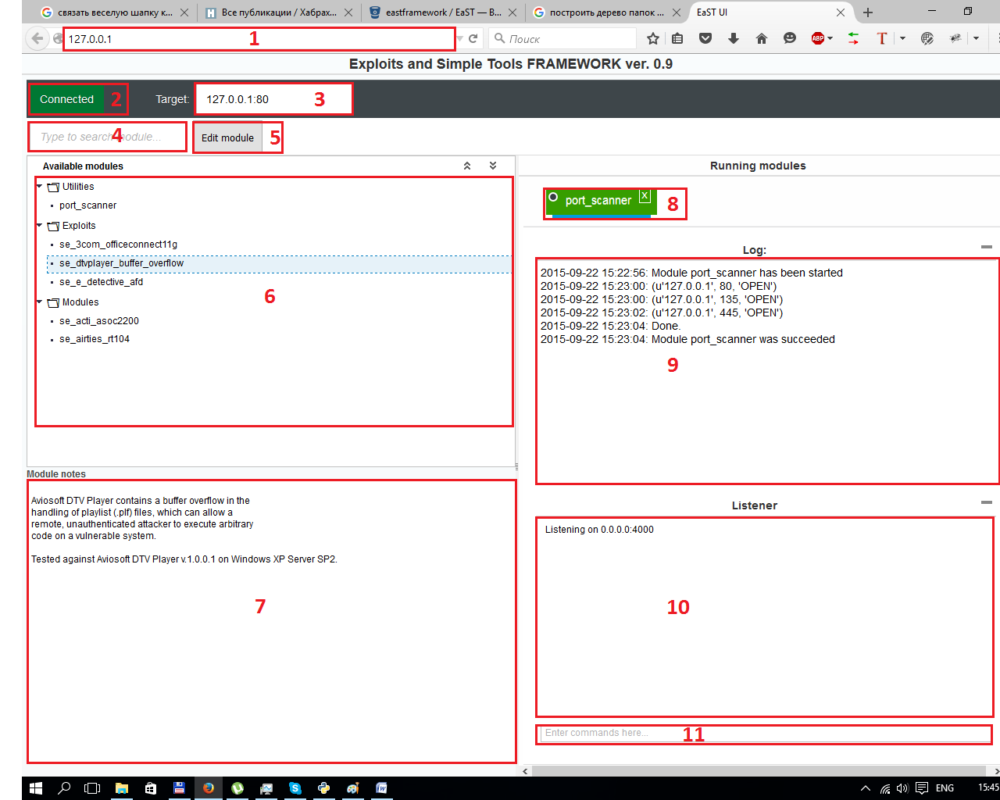 связать веселую шапку к...
Все публикации / Хабрах...
eastframework / EaST — B...
построить дерево папок ...
EaST UI
127.0.0.1
1
Поиск
ABP
T
Exploits and Simple Tools FRAMEWORK ver. 0.9
Connected 2 Target: 127.0.0.1:80 3
Type to search module... 4
Edit module 5
Available modules
Utilities
port_scanner
Exploits
se_3com_officeconnect11g
se_dtvplayer_buffer_overflow
se_e_detective_afd
6
Modules
se_acti_asoc2200
se_airties_rt104
Module notes
Aviosoft DTV Player contains a buffer overflow in the
handling of playlist (.plf) files, which can allow a
remote, unauthenticated attacker to execute arbitrary
code on a vulnerable system.
Tested against Aviosoft DTV Player v.1.0.0.1 on Windows XP Server SP2.
7
Running modules
port_scanner X 8
Log:
2015-09-22 15:22:56: Module port_scanner has been started
2015-09-22 15:23:00: (u'127.0.0.1', 80, 'OPEN')
2015-09-22 15:23:00: (u'127.0.0.1', 135, 'OPEN')
2015-09-22 15:23:02: (u'127.0.0.1', 445, 'OPEN')
2015-09-22 15:23:04: Done.
2015-09-22 15:23:04: Module port_scanner was succeeded
9
Listener
Listening on 0.0.0.0:4000
10
Enter commands here... 11
ENG
15:45